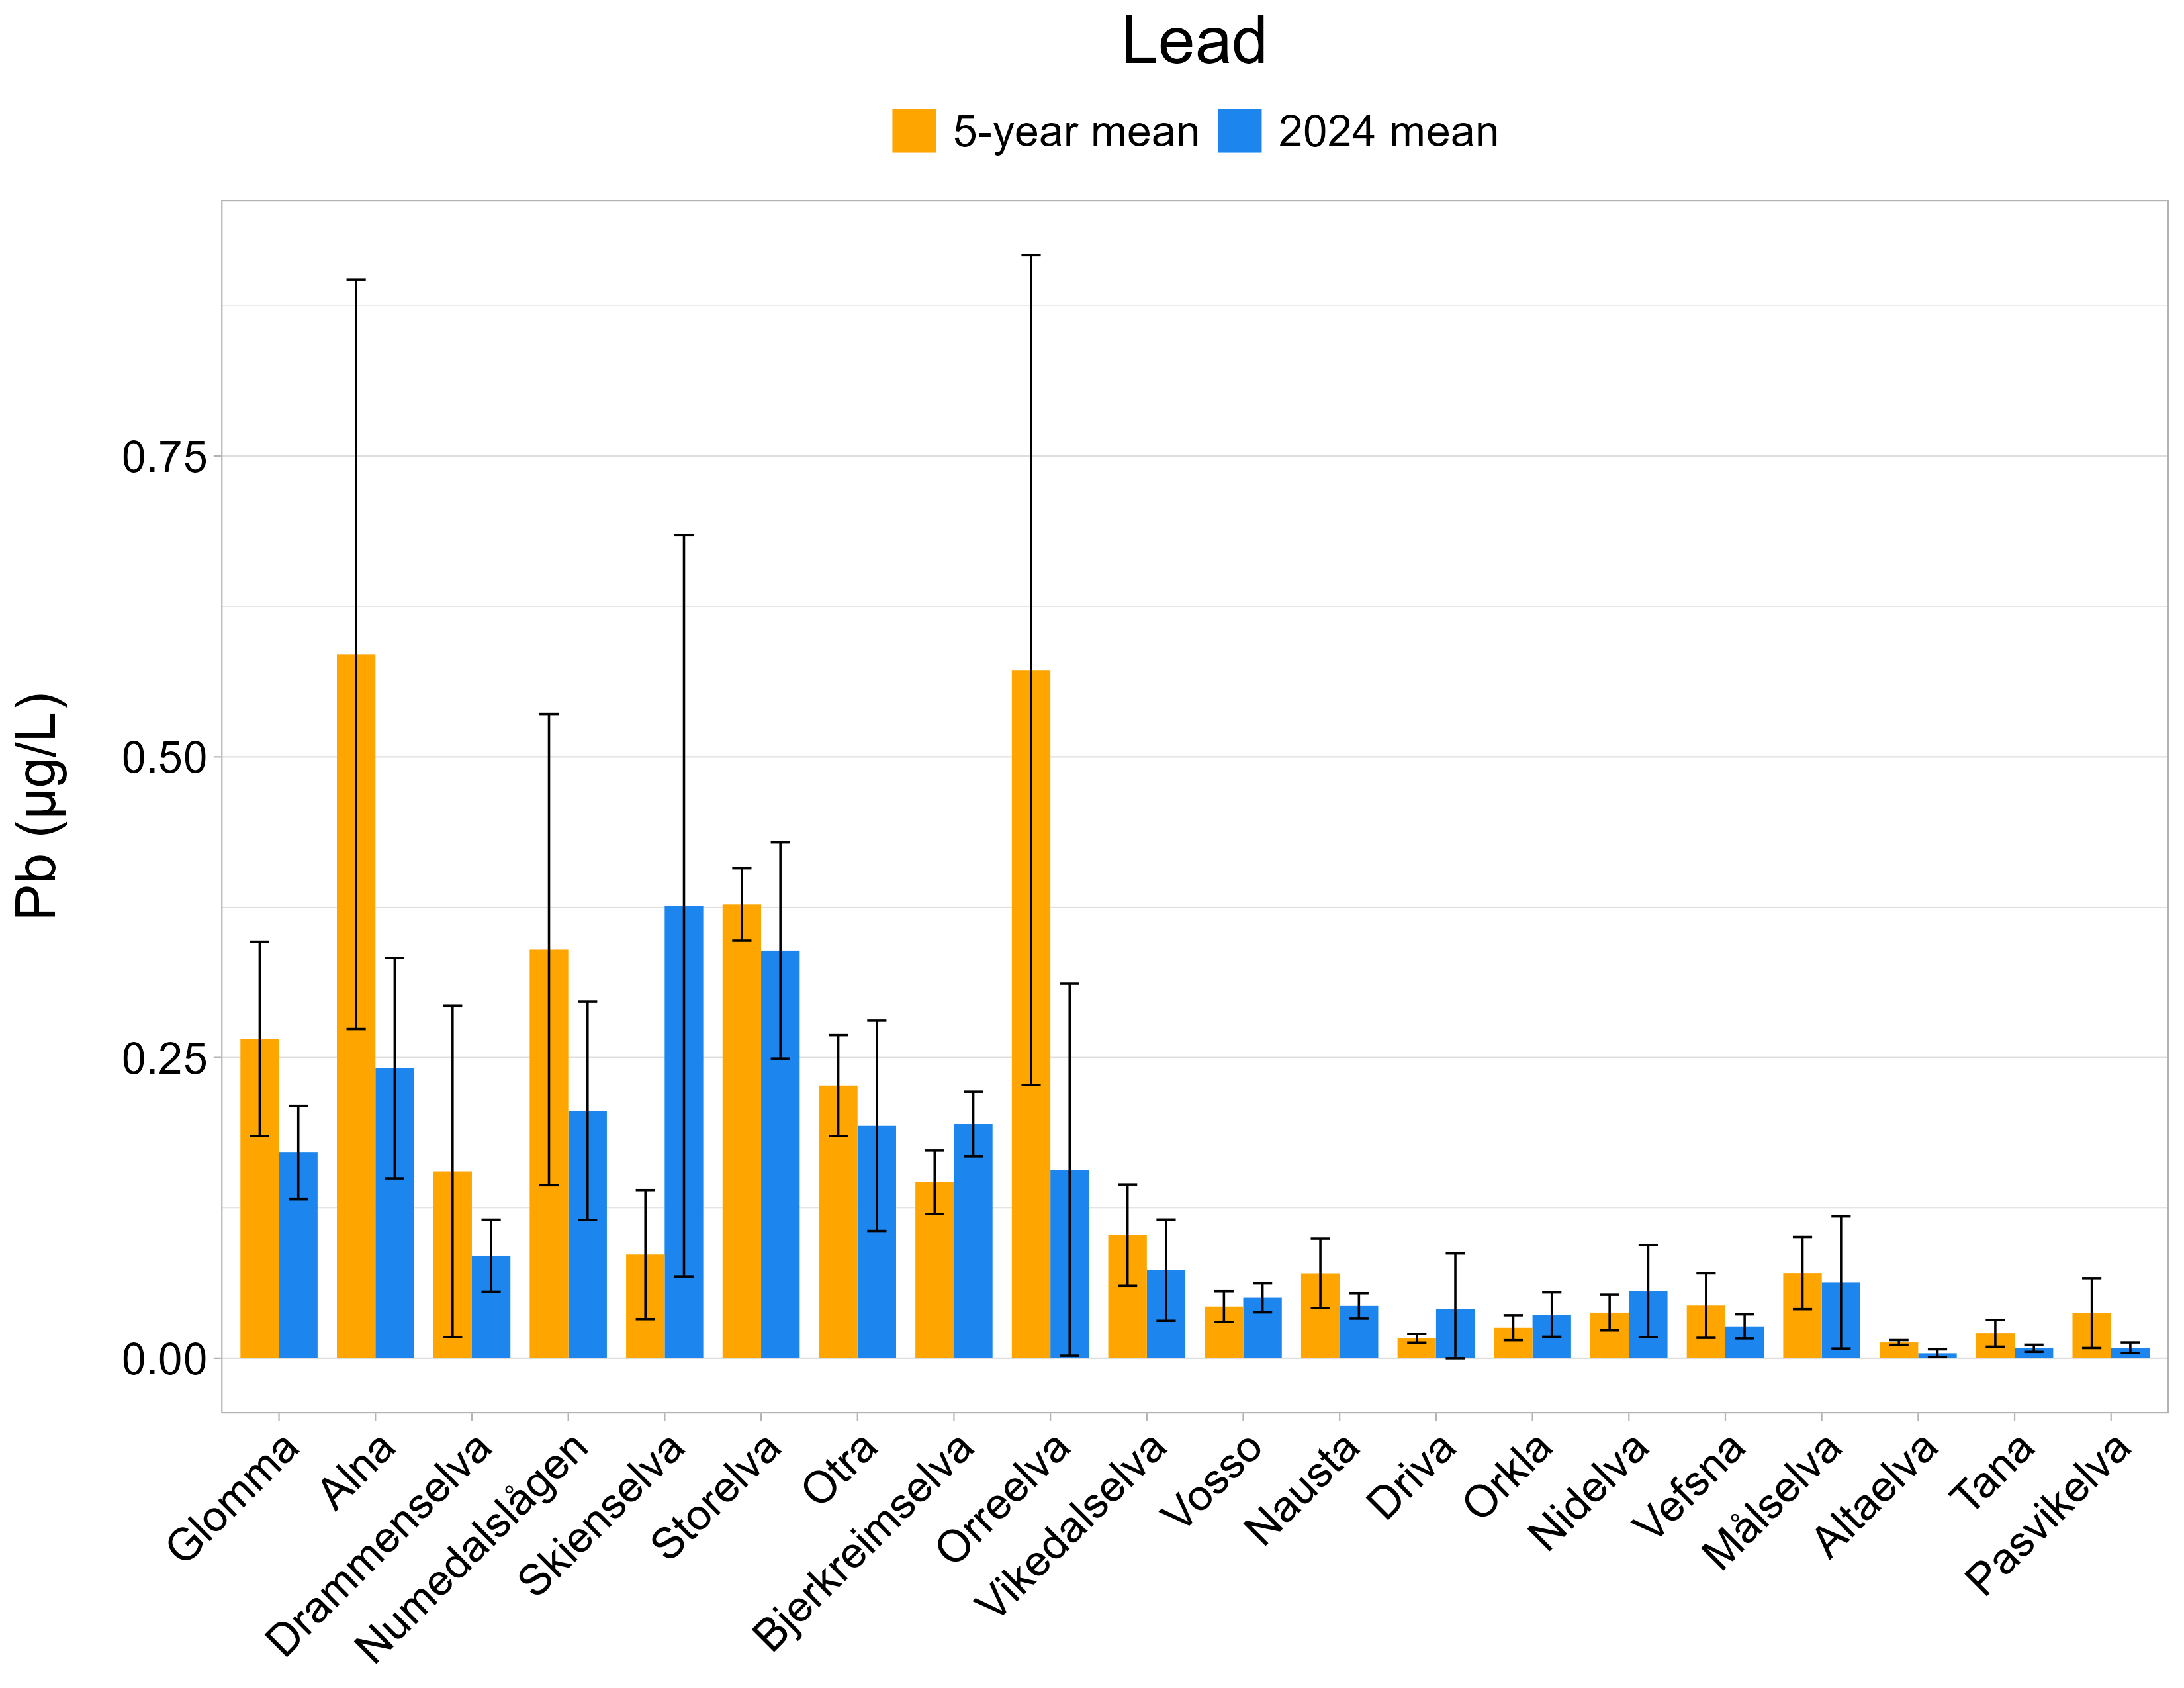 Lead
5-year mean 2024 mean
Pb (µg/L)
0.75
0.50
0.25
0.00
Glomma
Alna
Drammenselva
Numedalslågen
Skienselva
Storelva
Otra
Bjerkreimselva
Orreelva
Vikedalselva
Vosso
Nausta
Driva
Orkla
Nidelva
Vefsna
Målselva
Altaelva
Tana
Pasvikelva